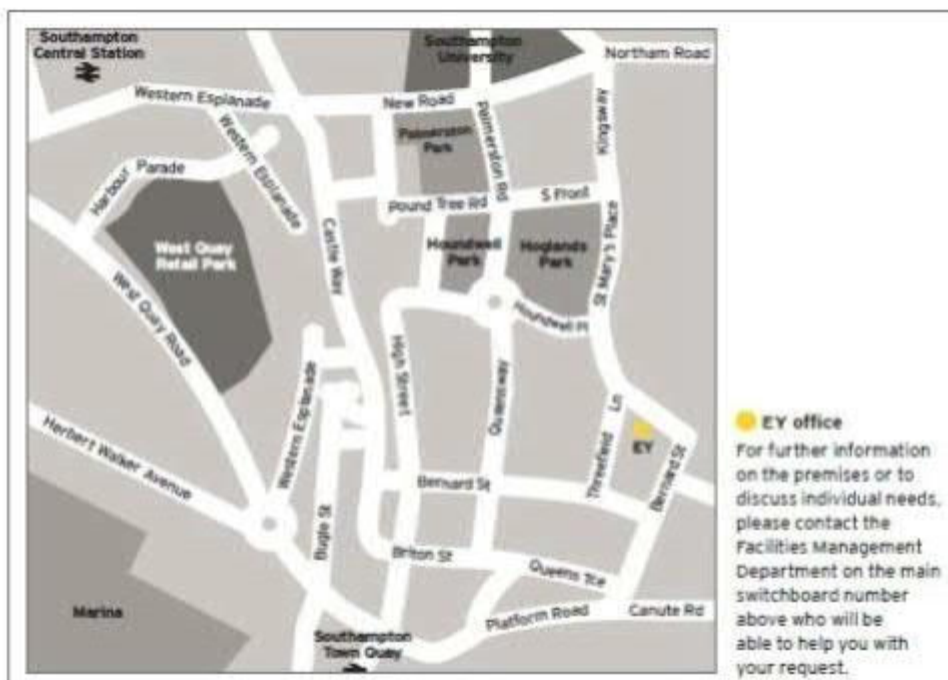 Southampton
Central Station
Southampton
University
Northam Road
Western Esplanade
New Road
Western Esplanade
Palmerston
Park
Palmerston Rd
Kingsway
Harbour
Parade
Pound Tree Rd
S Front
West Quay
Retail Park
Castle Way
Houndwell
Park
Hoglands
Park
St Mary's Place
Houndwell Pl
West Quay Road
High Street
Queensway
Western Esplanade
Herbert Walker Avenue
Threefield
Ln
EY
Bernard St
Bernard St
Bugle St
Briton St
Queens Tce
Marina
Platform Road
Canute Rd
Southampton
Town Quay
EY office
For further information
on the premises or to
discuss individual needs,
please contact the
Facilities Management
Department on the main
switchboard number
above who will be
able to help you with
your request.